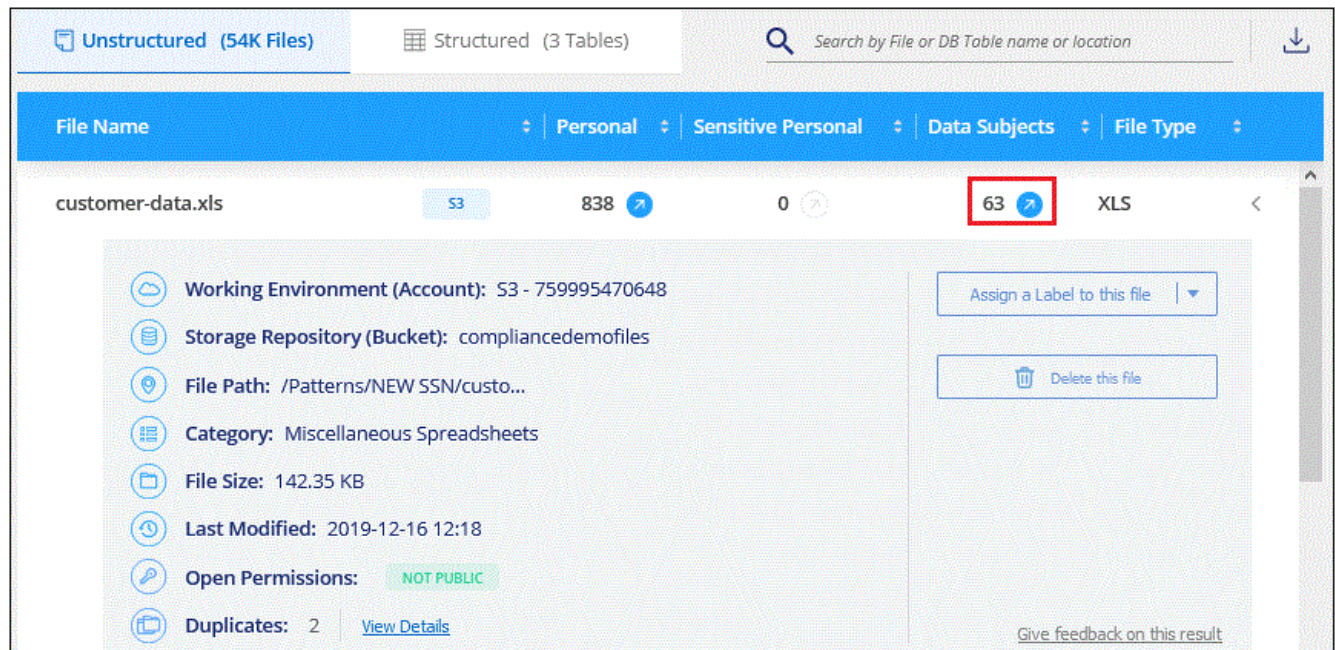 Unstructured (54K Files) Structured (3 Tables) Search by File or DB Table name or location
File Name Personal Sensitive Personal Data Subjects File Type
customer-data.xls S3 838 0 63 XLS
Working Environment (Account): S3 - 759995470648 Assign a Label to this file
Storage Repository (Bucket): compliancedemofiles
File Path: /Patterns/NEW SSN/custo... Delete this file
Category: Miscellaneous Spreadsheets
File Size: 142.35 KB
Last Modified: 2019-12-16 12:18
Open Permissions: NOT PUBLIC
Duplicates: 2 View Details Give feedback on this result